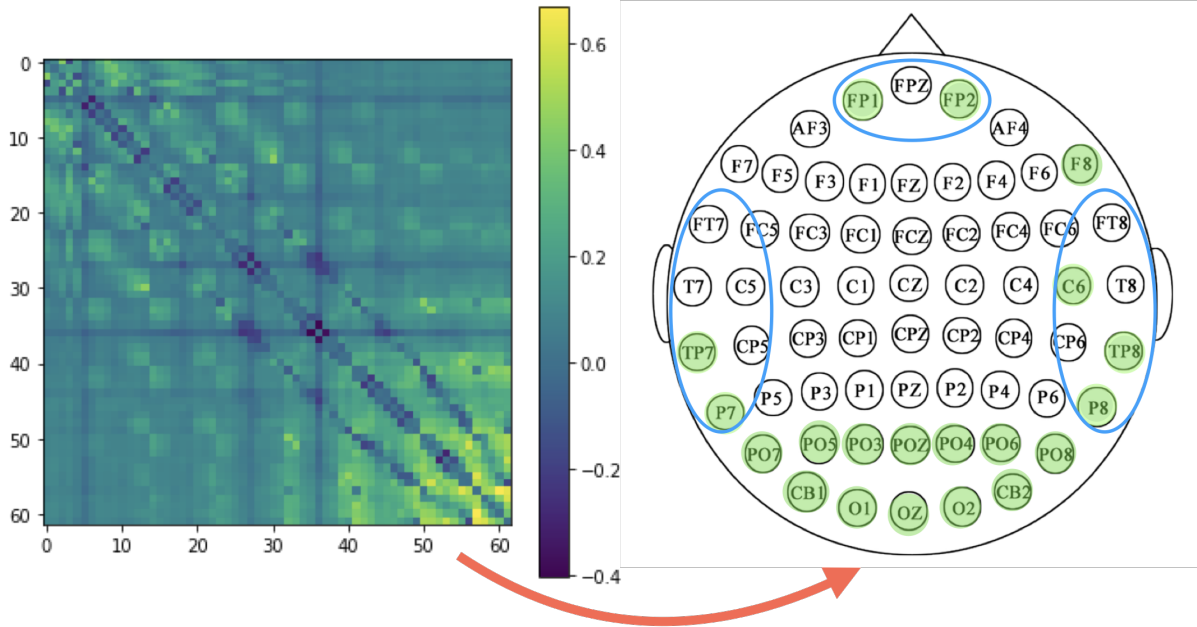 0
10
20
30
40
50
60
0 10 20 30 40 50 60
0.6
0.4
0.2
0.0
−0.2
−0.4
FP1 FPZ FP2
AF3 AF4
F7 F5 F3 F1 FZ F2 F4 F6 F8
FT7 FC5 FC3 FC1 FCZ FC2 FC4 FC6 FT8
T7 C5 C3 C1 CZ C2 C4 C6 T8
TP7 CP5 CP3 CP1 CPZ CP2 CP4 CP6 TP8
P7 P5 P3 P1 PZ P2 P4 P6 P8
PO7 PO5 PO3 POZ PO4 PO6 PO8
CB1 O1 OZ O2 CB2